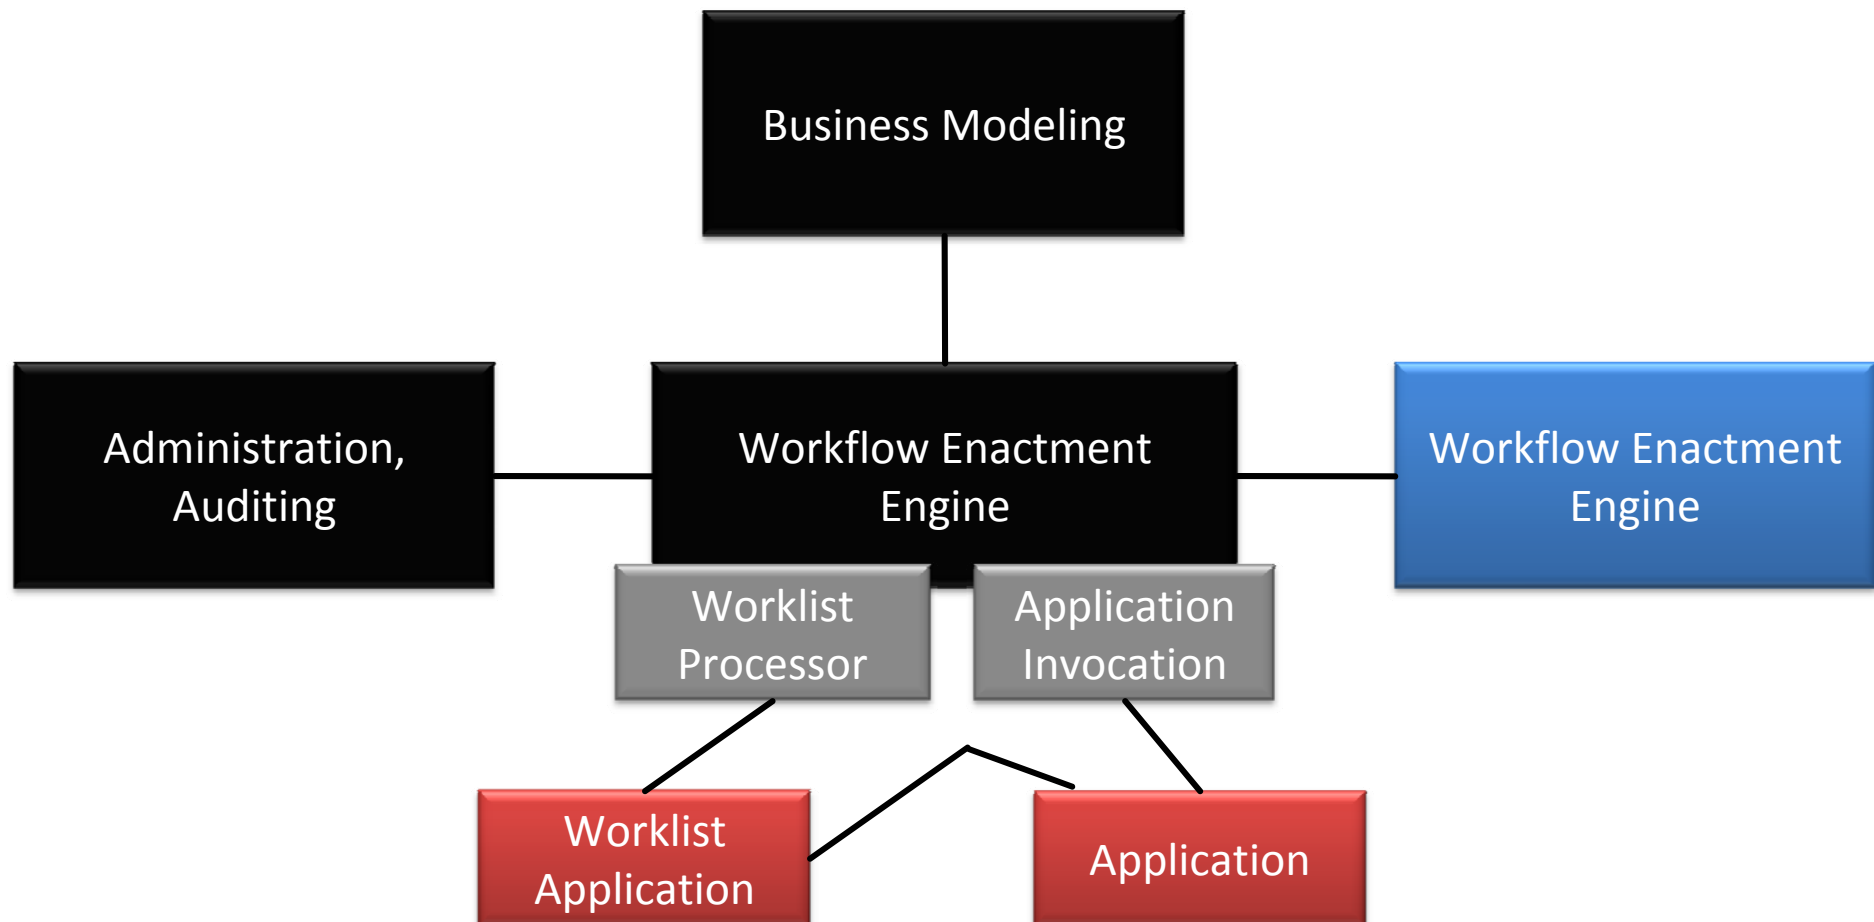 Business Modeling
Administration,
Auditing
Workflow Enactment
Engine
Workflow Enactment
Engine
Worklist
Processor
Application
Invocation
Worklist
Application
Application